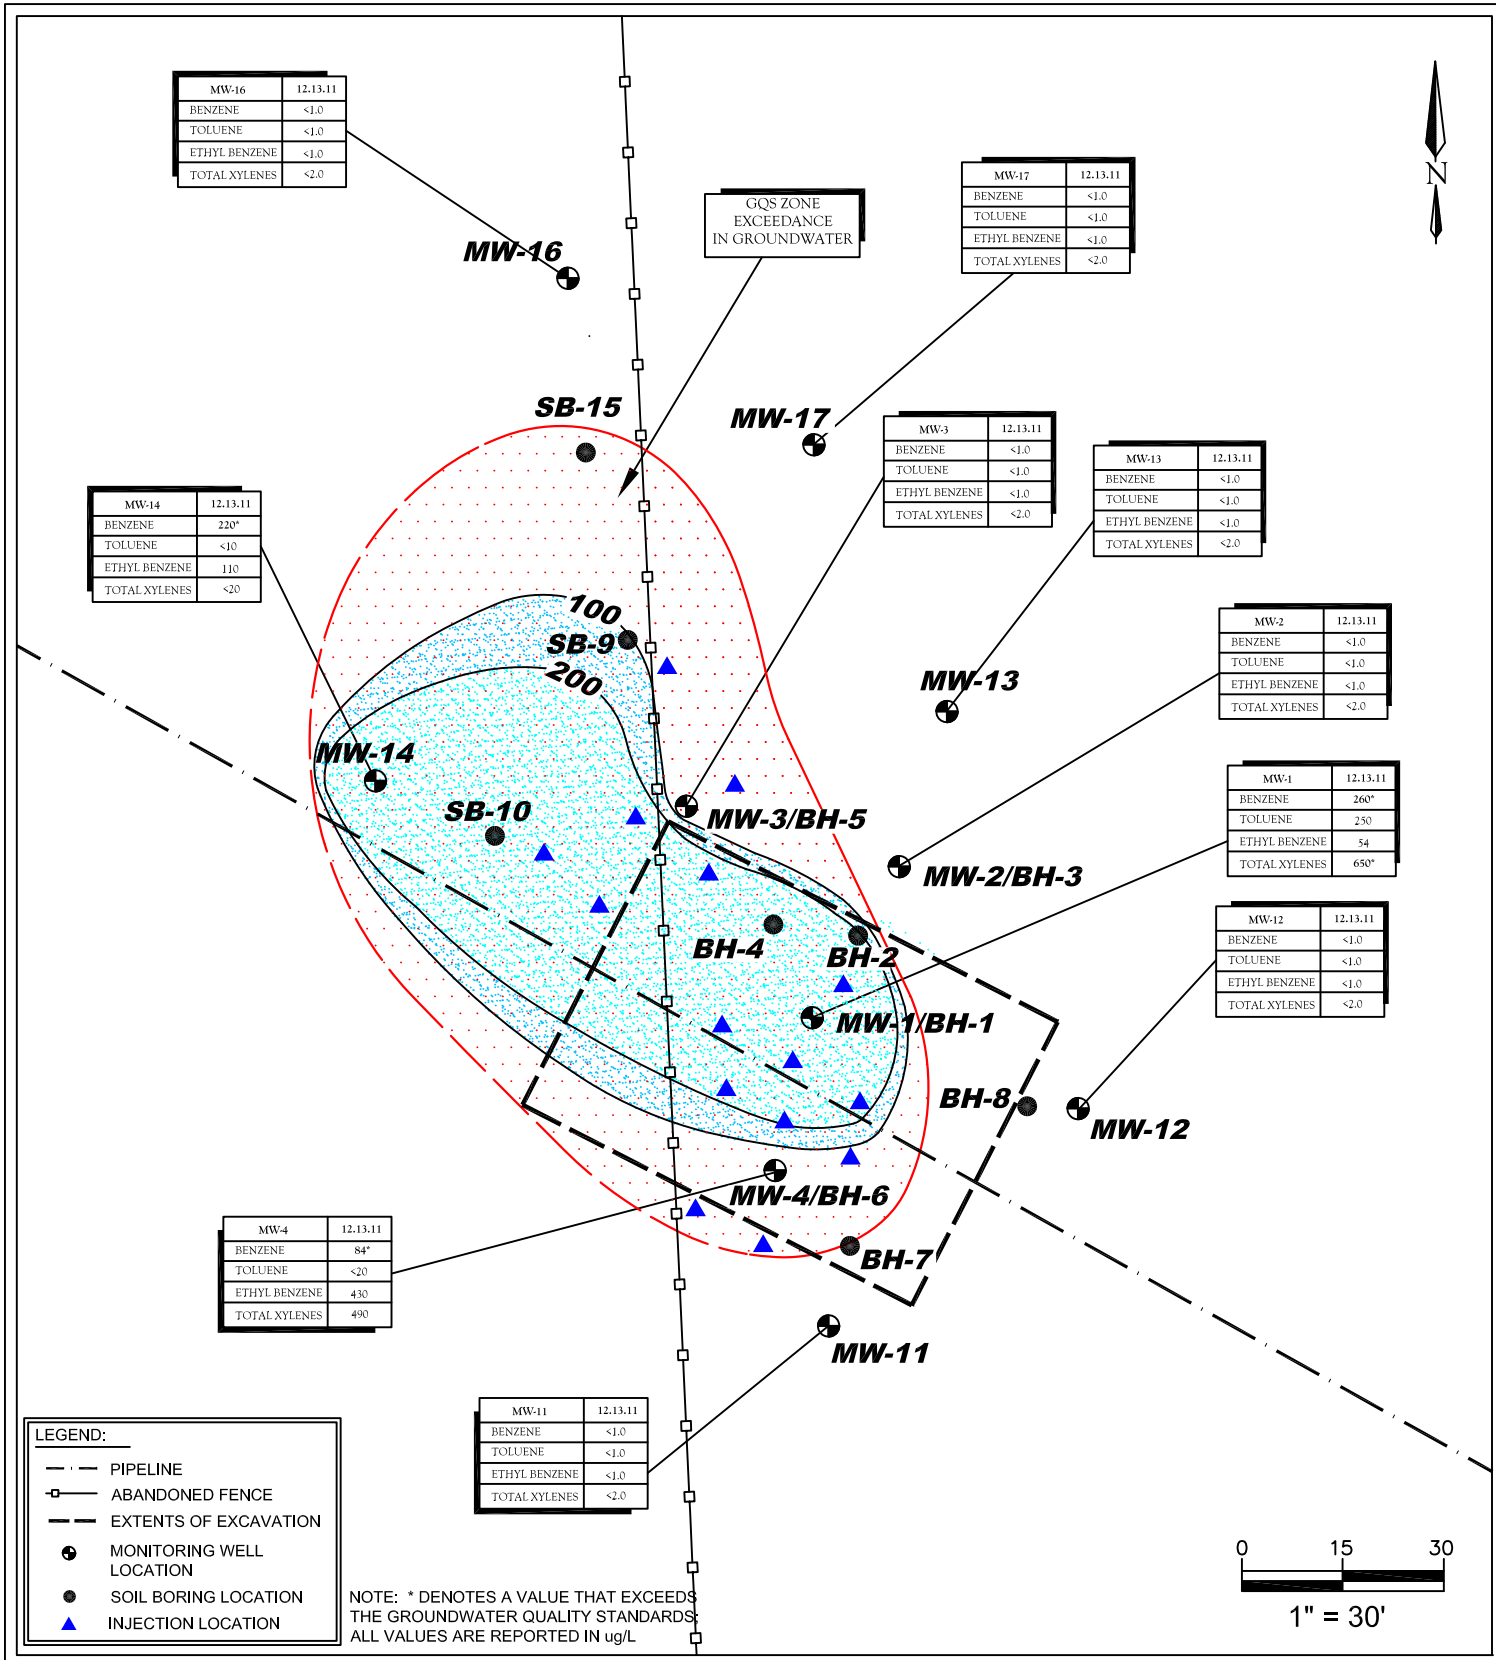 MW-16 12.13.11
BENZENE <1.0
TOLUENE <1.0
ETHYL BENZENE <1.0
TOTAL XYLENES <2.0
MW-17 12.13.11
BENZENE <1.0
TOLUENE <1.0
ETHYL BENZENE <1.0
TOTAL XYLENES <2.0
GQS ZONE
EXCEEDANCE
IN GROUNDWATER
N
MW-16
SB-15
MW-17
MW-3 12.13.11
BENZENE <1.0
TOLUENE <1.0
ETHYL BENZENE <1.0
TOTAL XYLENES <2.0
MW-13 12.13.11
BENZENE <1.0
TOLUENE <1.0
ETHYL BENZENE <1.0
TOTAL XYLENES <2.0
MW-14 12.13.11
BENZENE 220*
TOLUENE <10
ETHYL BENZENE 110
TOTAL XYLENES <20
100
SB-9
200
MW-2 12.13.11
BENZENE <1.0
TOLUENE <1.0
ETHYL BENZENE <1.0
TOTAL XYLENES <2.0
MW-13
MW-14
SB-10
MW-3/BH-5
MW-1 12.13.11
BENZENE 260*
TOLUENE 250
ETHYL BENZENE 54
TOTAL XYLENES 650*
MW-2/BH-3
BH-4
BH-2
MW-12 12.13.11
BENZENE <1.0
TOLUENE <1.0
ETHYL BENZENE <1.0
TOTAL XYLENES <2.0
MW-1/BH-1
BH-8
MW-12
MW-4/BH-6
MW-4 12.13.11
BENZENE 84*
TOLUENE <20
ETHYL BENZENE 430
TOTAL XYLENES 490
BH-7
MW-11
MW-11 12.13.11
BENZENE <1.0
TOLUENE <1.0
ETHYL BENZENE <1.0
TOTAL XYLENES <2.0
LEGEND:
PIPELINE
ABANDONED FENCE
EXTENTS OF EXCAVATION
MONITORING WELL
LOCATION
SOIL BORING LOCATION
INJECTION LOCATION
NOTE: * DENOTES A VALUE THAT EXCEEDS
THE GROUNDWATER QUALITY STANDARDS;
ALL VALUES ARE REPORTED IN ug/L
0 15 30
1" = 30'